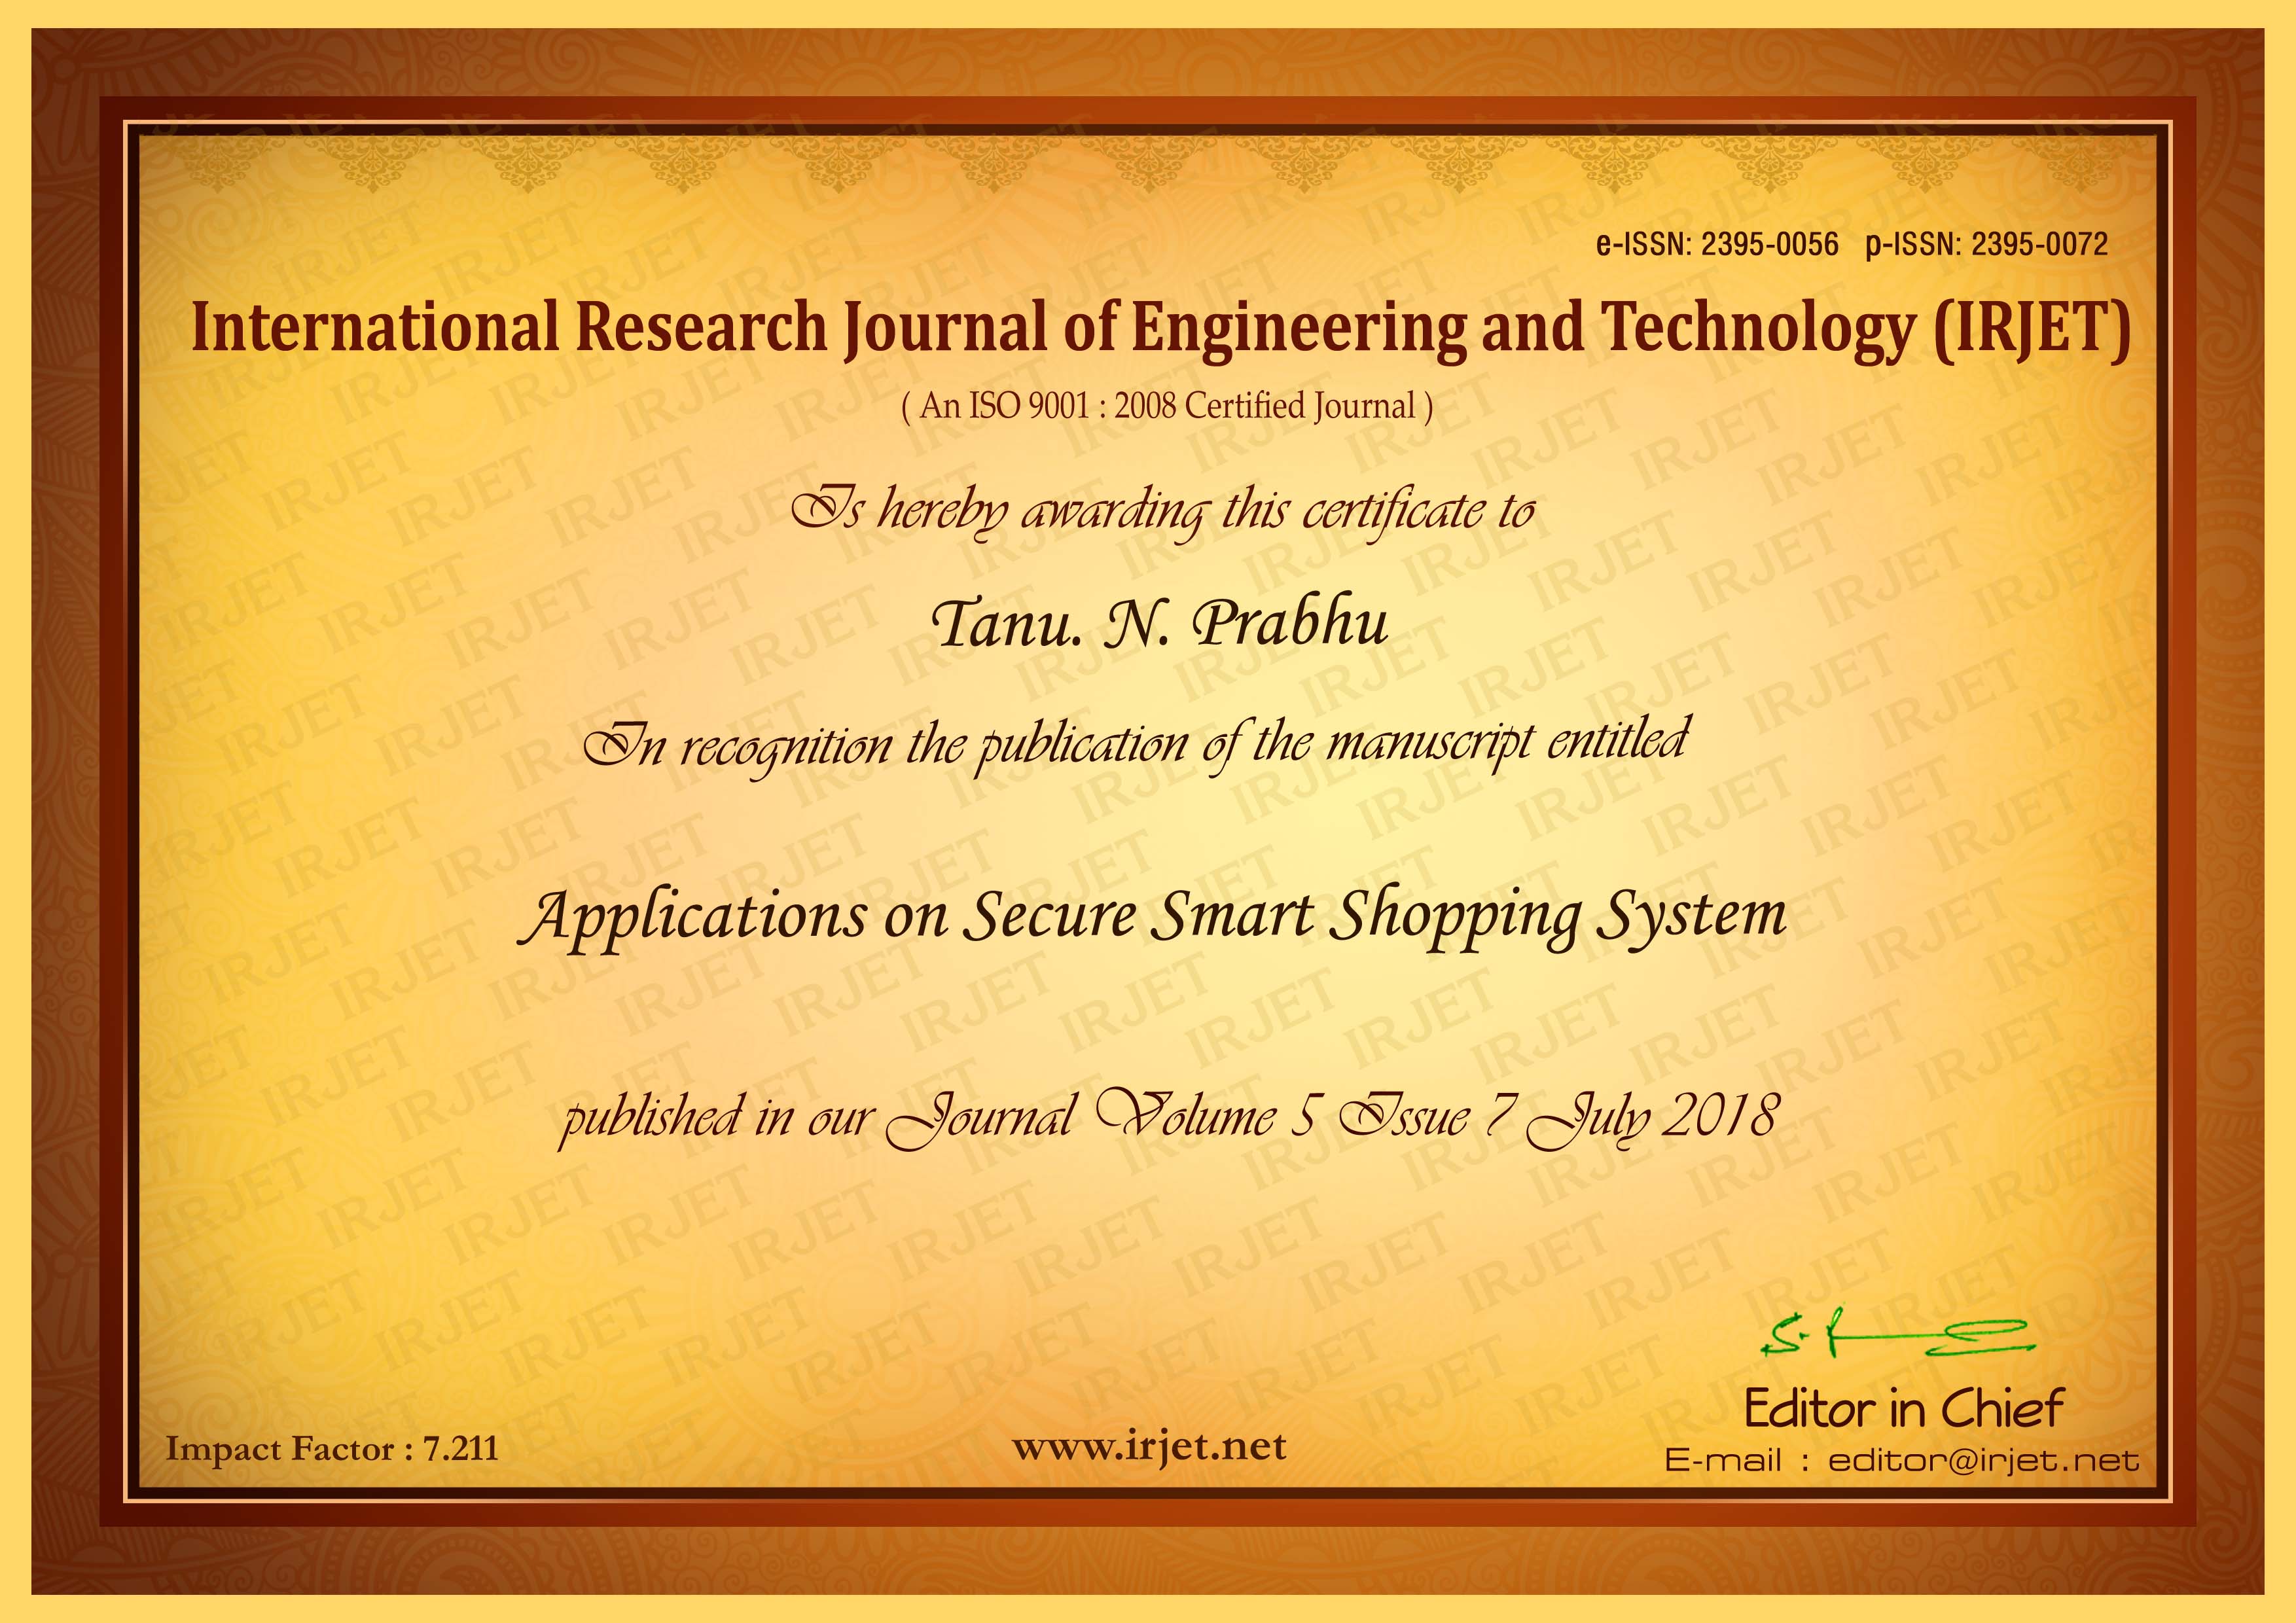 e-ISSN: 2395-0056 p-ISSN: 2395-0072
International Research Journal of Engineering and Technology (IRJET)
( An ISO 9001 : 2008 Certified Journal )
Is hereby awarding this certificate to
Tanu. N. Prabhu
In recognition the publication of the manuscript entitled
Applications on Secure Smart Shopping System
published in our Journal Volume 5 Issue 7 July 2018
Editor in Chief
Impact Factor : 7.211
www.irjet.net
E-mail : editor@irjet.net